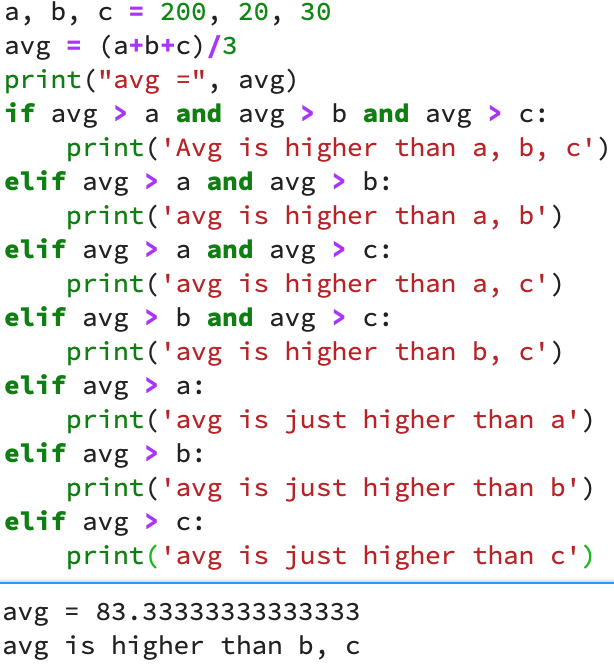 a, b, c = 200, 20, 30
avg = (a+b+c)/3
print("avg =", avg)
if avg > a and avg > b and avg > c:
    print('Avg is higher than a, b, c')
elif avg > a and avg > b:
    print('avg is higher than a, b')
elif avg > a and avg > c:
    print('avg is higher than a, c')
elif avg > b and avg > c:
    print('avg is higher than b, c')
elif avg > a:
    print('avg is just higher than a')
elif avg > b:
    print('avg is just higher than b')
elif avg > c:
    print('avg is just higher than c')
avg = 83.33333333333333
avg is higher than b, c